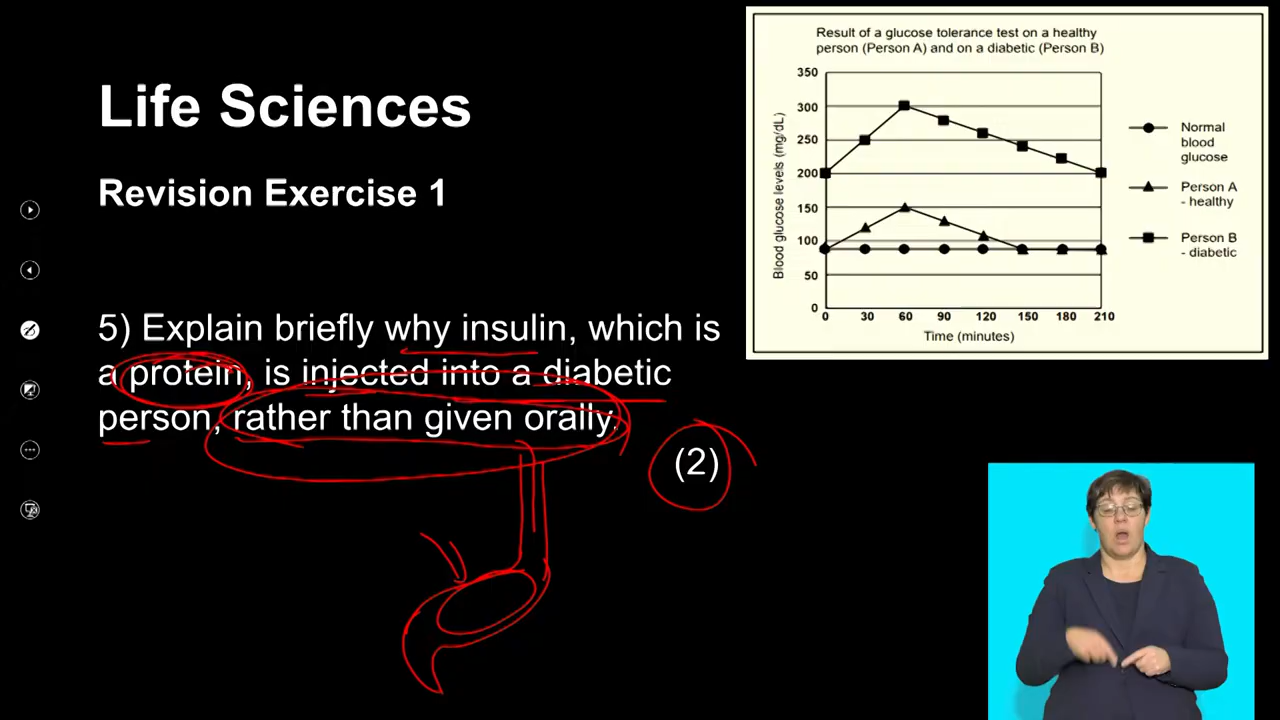 Life Sciences
Revision Exercise 1
5) Explain briefly why insulin, which is
a protein, is injected into a diabetic
person, rather than given orally.
(2)
Result of a glucose tolerance test on a healthy
person (Person A) and on a diabetic (Person B)
Blood glucose levels (mg/dL)
350
300
250
200
150
100
50
0
0 30 60 90 120 150 180 210
Time (minutes)
Normal
blood
glucose
Person A
- healthy
Person B
- diabetic